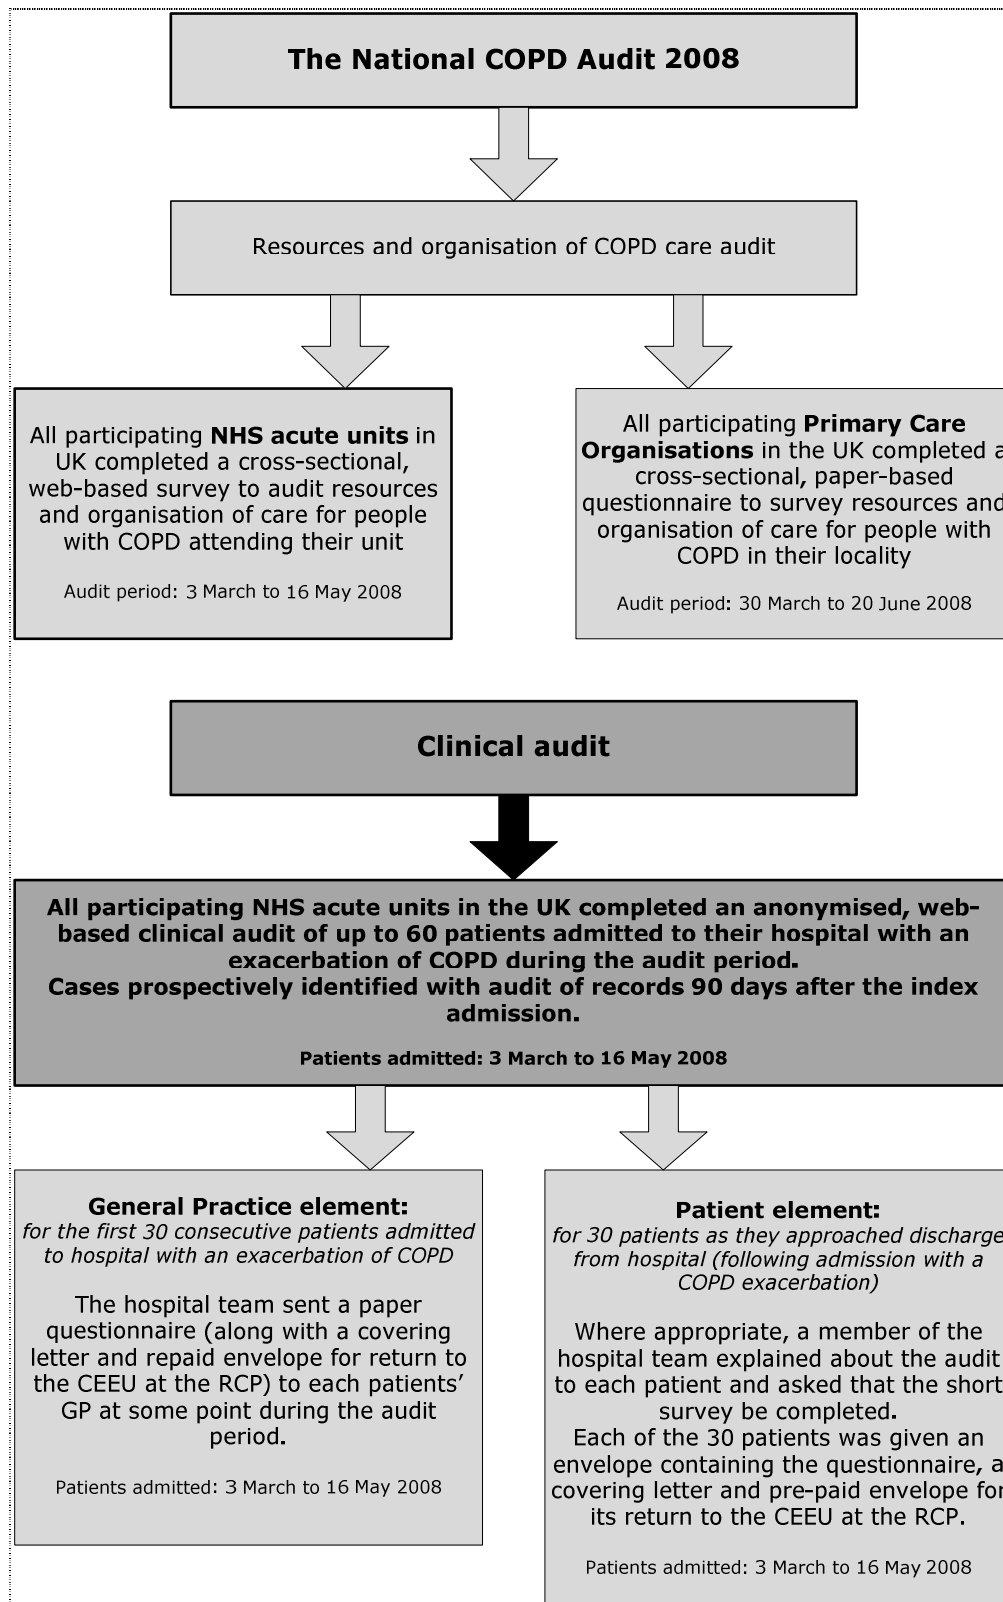 The National COPD Audit 2008
Resources and organisation of COPD care audit
All participating NHS acute units in
UK completed a cross-sectional,
web-based survey to audit resources
and organisation of care for people
with COPD attending their unit
Audit period: 3 March to 16 May 2008
All participating Primary Care
Organisations in the UK completed a
cross-sectional, paper-based
questionnaire to survey resources and
organisation of care for people with
COPD in their locality
Audit period: 30 March to 20 June 2008
Clinical audit
All participating NHS acute units in the UK completed an anonymised, web-
based clinical audit of up to 60 patients admitted to their hospital with an
exacerbation of COPD during the audit period.
Cases prospectively identified with audit of records 90 days after the index
admission.
Patients admitted: 3 March to 16 May 2008
General Practice element:
for the first 30 consecutive patients admitted
to hospital with an exacerbation of COPD
The hospital team sent a paper
questionnaire (along with a covering
letter and repaid envelope for return to
the CEEU at the RCP) to each patients’
GP at some point during the audit
period.
Patients admitted: 3 March to 16 May 2008
Patient element:
for 30 patients as they approached discharge
from hospital (following admission with a
COPD exacerbation)
Where appropriate, a member of the
hospital team explained about the audit
to each patient and asked that the short
survey be completed.
Each of the 30 patients was given an
envelope containing the questionnaire, a
covering letter and pre-paid envelope for
its return to the CEEU at the RCP.
Patients admitted: 3 March to 16 May 2008